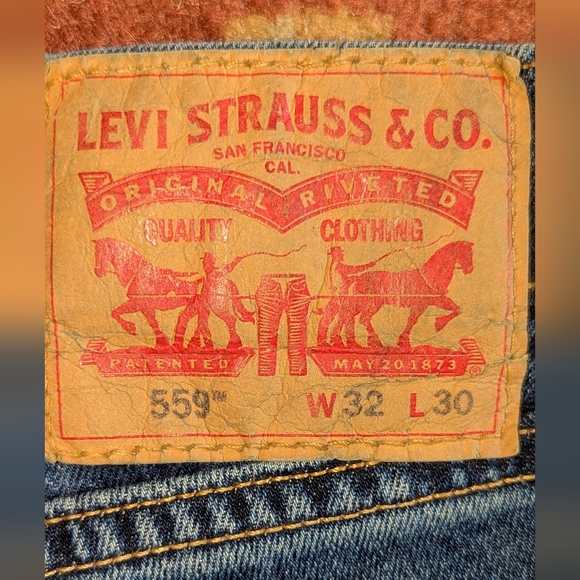 LEVI STRAUSS & CO.
SAN FRANCISCO
CAL.
ORIGINAL RIVETED
QUALITY CLOTHING
PATENTED MAY 20 1873
559™ W 32 L 30